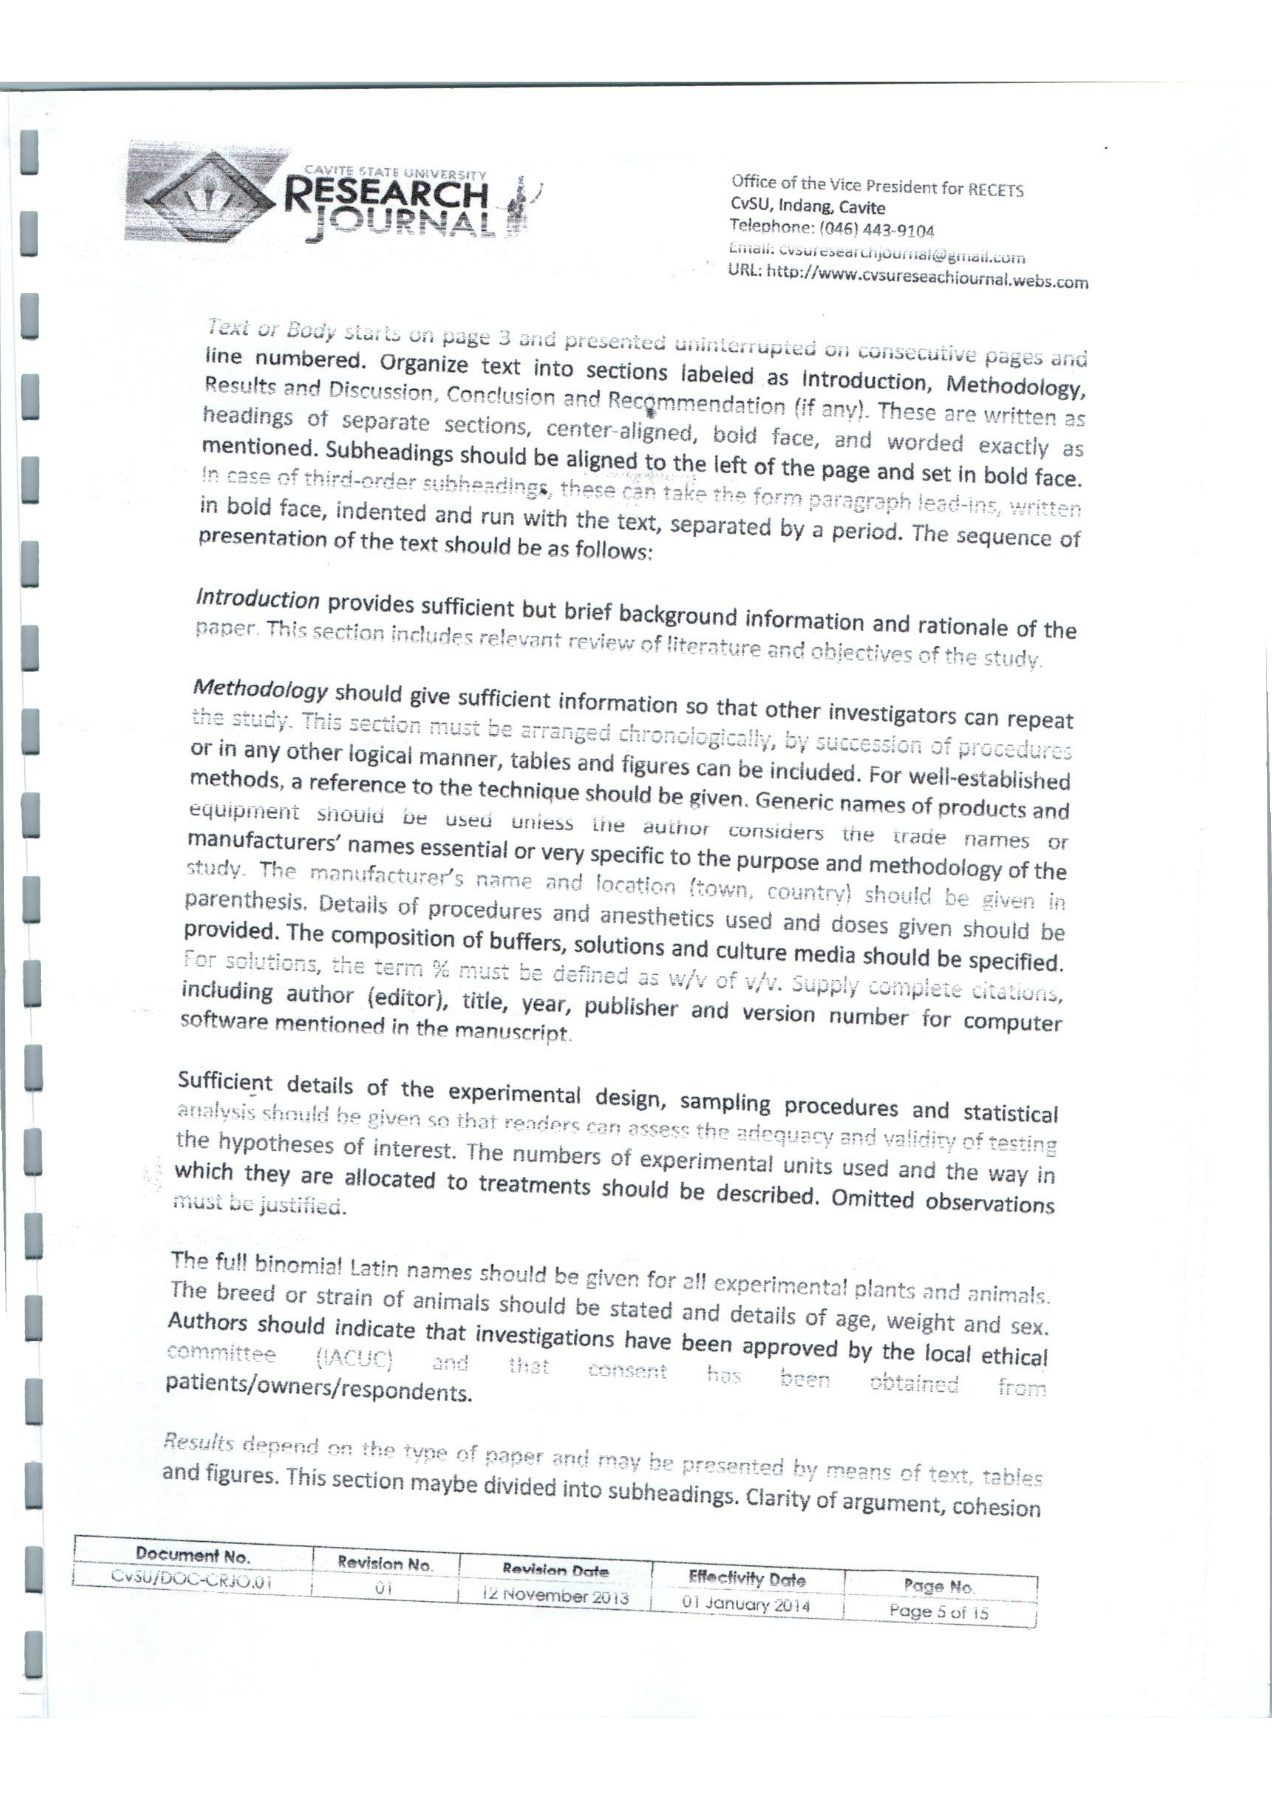 CAVITE STATE UNIVERSITY
RESEARCH
JOURNAL
Office of the Vice President for RECETS
CvSU, Indang, Cavite
Telephone: (046) 443-9104
Email: cvsuresearchjournal@gmail.com
URL: http://www.cvsureseachjournal.webs.com
Text or Body starts on page 3 and presented uninterrupted on consecutive pages and
line numbered. Organize text into sections labeled as Introduction, Methodology,
Results and Discussion, Conclusion and Recommendation (if any). These are written as
headings of separate sections, center-aligned, bold face, and worded exactly as
mentioned. Subheadings should be aligned to the left of the page and set in bold face.
In case of third-order subheadings, these can take the form paragraph lead-ins, written
in bold face, indented and run with the text, separated by a period. The sequence of
presentation of the text should be as follows:
Introduction provides sufficient but brief background information and rationale of the
paper. This section includes relevant review of literature and objectives of the study.
Methodology should give sufficient information so that other investigators can repeat
the study. This section must be arranged chronologically, by succession of procedures
or in any other logical manner, tables and figures can be included. For well-established
methods, a reference to the technique should be given. Generic names of products and
equipment should be used unless the author considers the trade names or
manufacturers' names essential or very specific to the purpose and methodology of the
study. The manufacturer's name and location (town, country) should be given in
parenthesis. Details of procedures and anesthetics used and doses given should be
provided. The composition of buffers, solutions and culture media should be specified.
For solutions, the term % must be defined as w/v of v/v. Supply complete citations,
including author (editor), title, year, publisher and version number for computer
software mentioned in the manuscript.
Sufficient details of the experimental design, sampling procedures and statistical
analysis should be given so that readers can assess the adequacy and validity of testing
the hypotheses of interest. The numbers of experimental units used and the way in
which they are allocated to treatments should be described. Omitted observations
must be justified.
The full binomial Latin names should be given for all experimental plants and animals.
The breed or strain of animals should be stated and details of age, weight and sex.
Authors should indicate that investigations have been approved by the local ethical
committee (IACUC) and that consent has been obtained from
patients/owners/respondents.
Results depend on the type of paper and may be presented by means of text, tables
and figures. This section maybe divided into subheadings. Clarity of argument, cohesion
Document No. Revision No. Revision Date Effectivity Date Page No.
CvSU/DOC-CRJO.01 01 12 November 2013 01 January 2014 Page 5 of 15